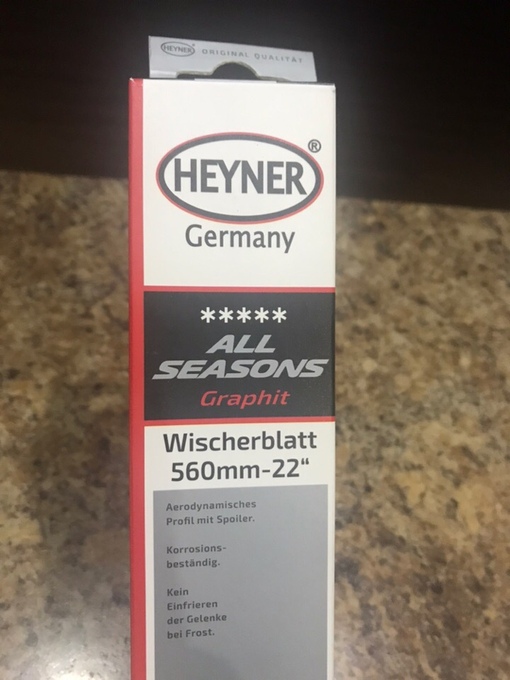 HEYNER ORIGINAL QUALITÄT
HEYNER®
Germany
*****
ALL
SEASONS
Graphit
Wischerblatt
560mm-22“
Aerodynamisches
Profil mit Spoiler.
Korrosions-
beständig.
Kein
Einfrieren
der Gelenke
bei Frost.